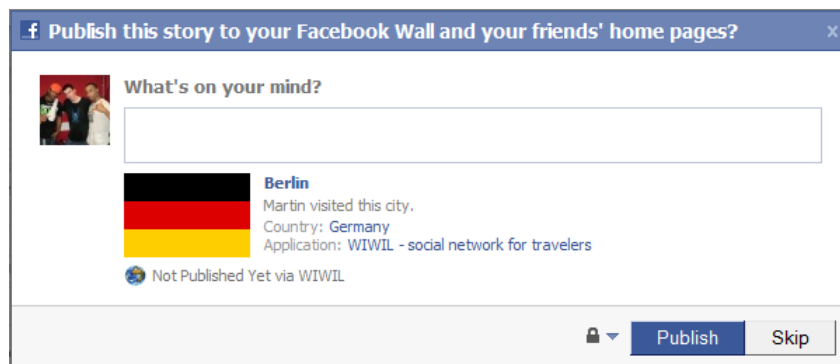 f Publish this story to your Facebook Wall and your friends' home pages? x
What's on your mind?
Berlin
Martin visited this city.
Country: Germany
Application: WIWIL - social network for travelers
Not Published Yet via WIWIL
Publish Skip